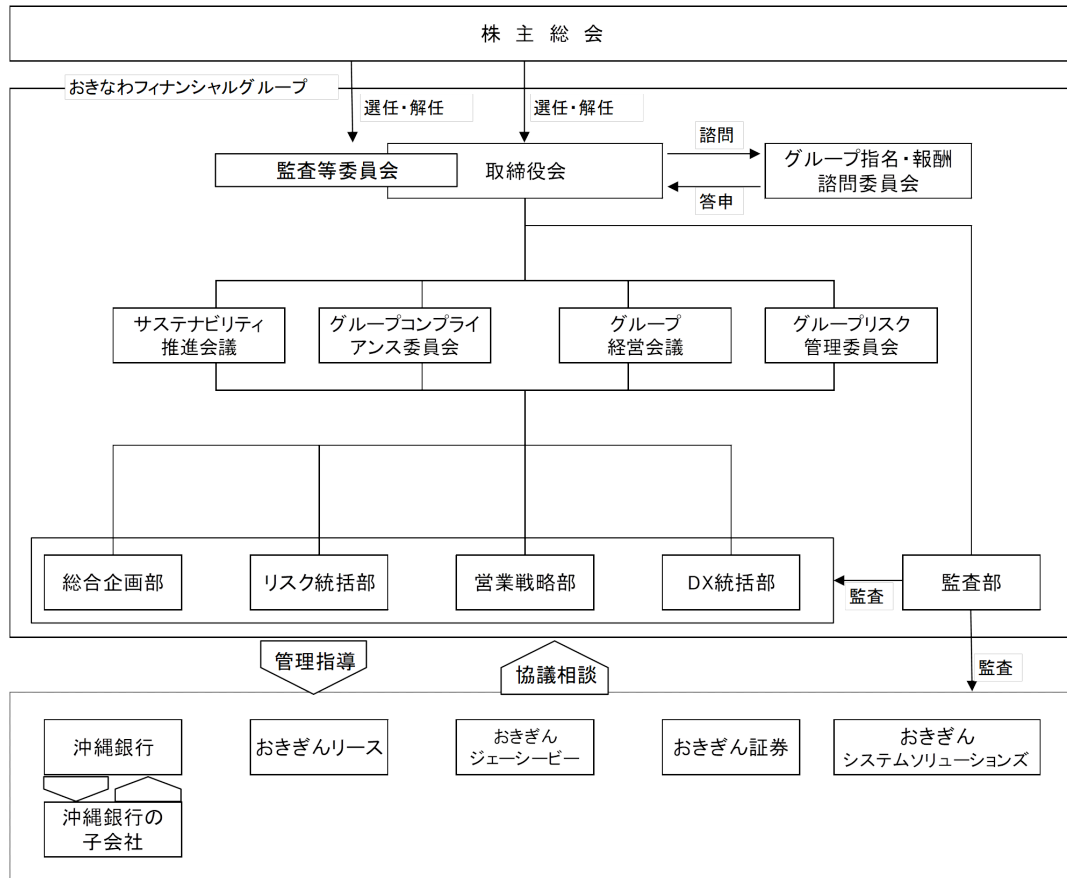 株主総会
おきなわフィナンシャルグループ
選任・解任
選任・解任
監査等委員会
取締役会
諮問
答申
グループ指名・報酬
諮問委員会
サステナビリティ
推進会議
グループコンプライ
アンス委員会
グループ
経営会議
グループリスク
管理委員会
総合企画部
リスク統括部
営業戦略部
DX統括部
監査
監査部
管理指導
協議相談
監査
沖縄銀行
おきぎんリース
おきぎん
ジェーシービー
おきぎん証券
おきぎん
システムソリューションズ
沖縄銀行の
子会社